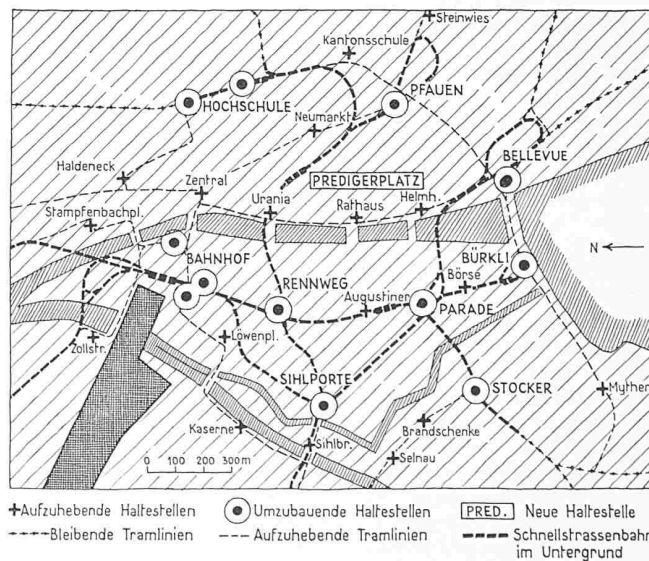 Steinwies
Kantonsschule
PFAUEN
HOCHSCHULE
Neumarkt
BELLEVUE
Haldeneck
Zentral
PREDIGERPLATZ
Urania
Rathaus
Helmh.
Stampfenbachpl.
N
BAHNHOF
BÜRKLI
Börse
RENNWEG
Augustiner
PARADE
Zollstr.
Löwenpl.
SIHLPORTE
STOCKER
Mythen
Brandschenke
Kaserne
Sihlbr.
Selnau
0 100 200 300m
Aufzuhebende Haltestellen Umzubauende Haltestellen PRED. Neue Haltestelle
Bleibende Tramlinien Aufzuhebende Tramlinien Schnellstrassenbahn
im Untergrund